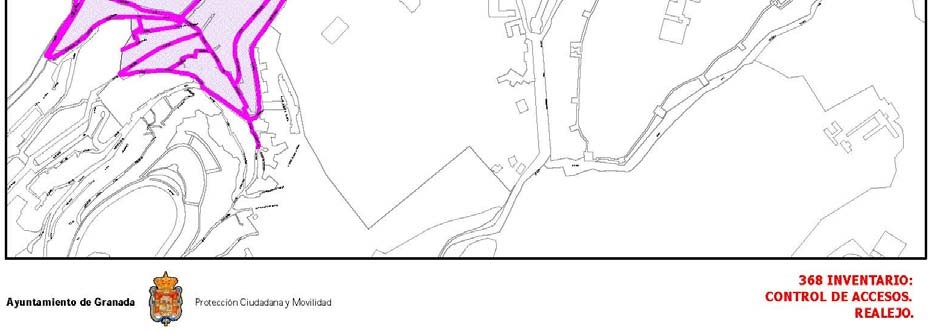 Ayuntamiento de Granada
Protección Ciudadana y Movilidad
368 INVENTARIO:
CONTROL DE ACCESOS.
REALEJO.